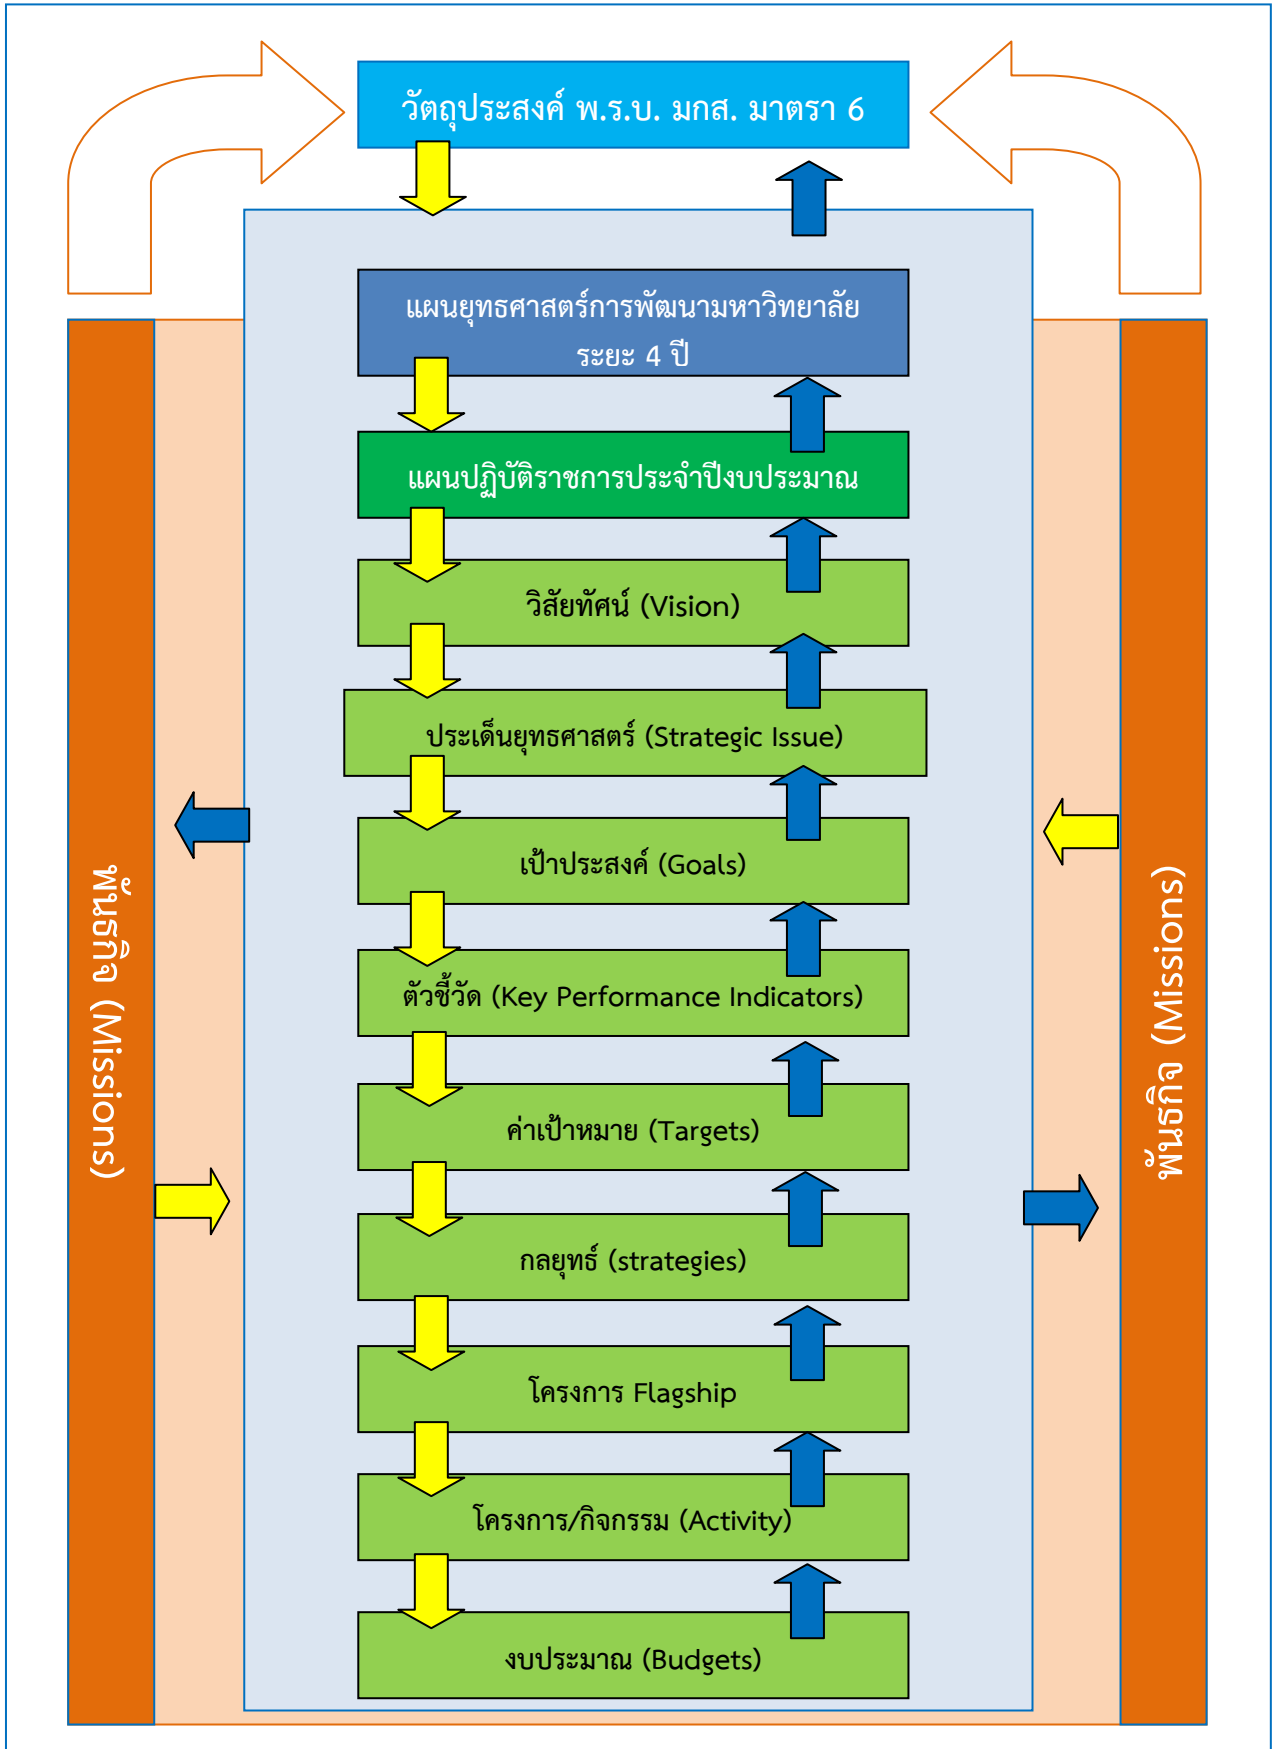 วัตถุประสงค์ พ.ร.บ. มกส. มาตรา 6
แผนยุทธศาสตร์การพัฒนามหาวิทยาลัย
ระยะ 4 ปี
แผนปฏิบัติราชการประจำปีงบประมาณ
วิสัยทัศน์ (Vision)
ประเด็นยุทธศาสตร์ (Strategic Issue)
เป้าประสงค์ (Goals)
ตัวชี้วัด (Key Performance Indicators)
ค่าเป้าหมาย (Targets)
กลยุทธ์ (strategies)
โครงการ Flagship
โครงการ/กิจกรรม (Activity)
งบประมาณ (Budgets)
พันธกิจ (Missions)
พันธกิจ (Missions)